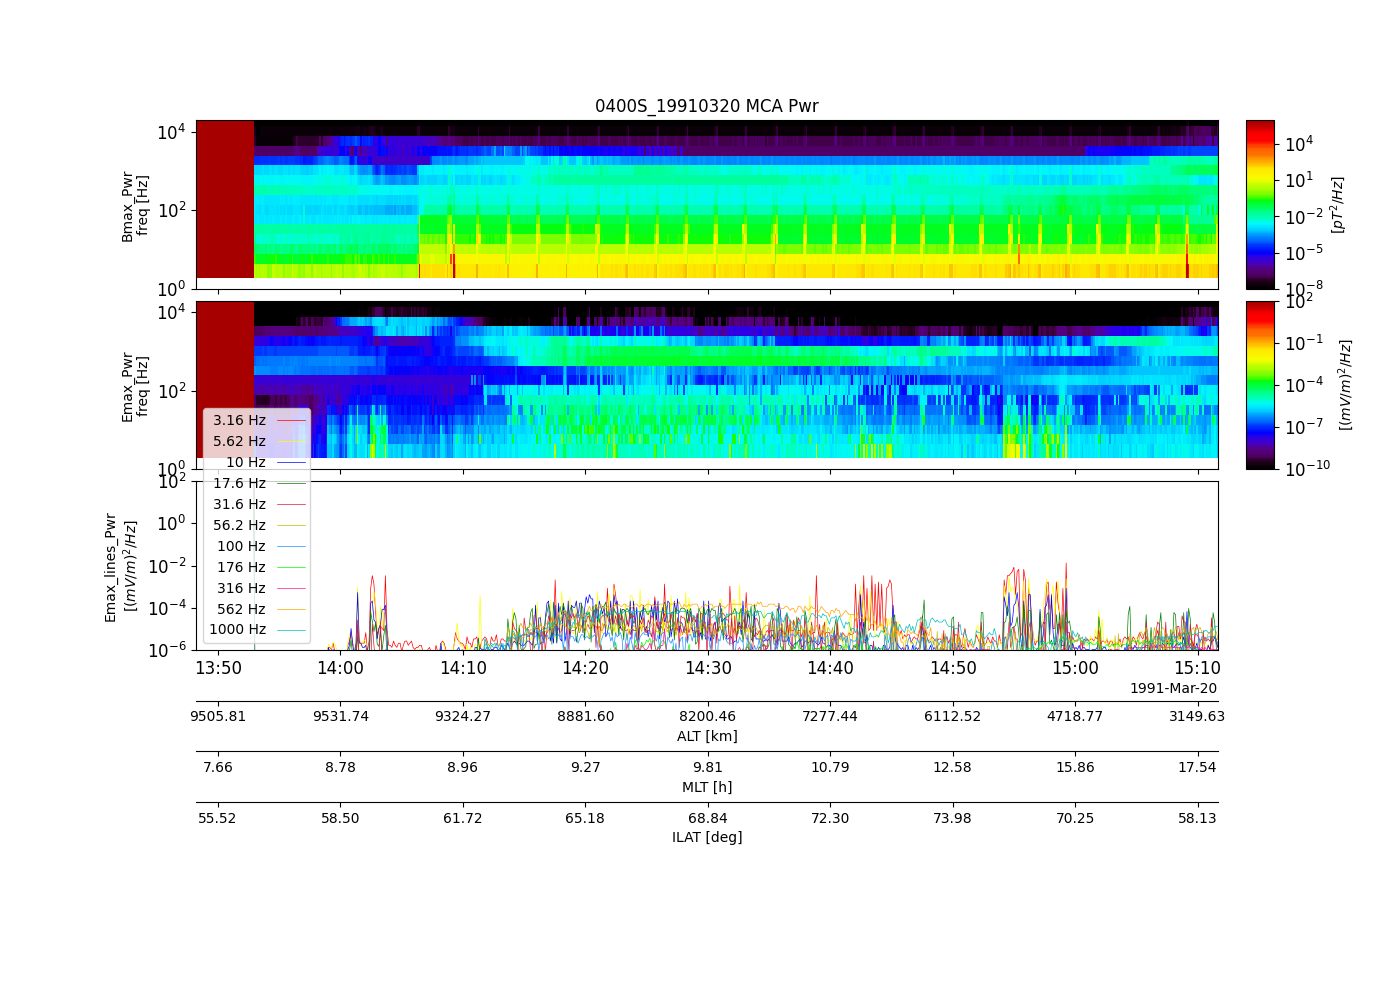 0400S_19910320 MCA Pwr
Bmax_Pwr
freq [Hz]
10^4
10^2
10^0
10^4
10^1
10^-2
10^-5
10^-8
[pT^2/Hz]
Emax_Pwr
freq [Hz]
10^4
10^2
10^0
10^2
10^-1
10^-4
10^-7
10^-10
[(mV/m)^2/Hz]
3.16 Hz
5.62 Hz
10 Hz
17.6 Hz
31.6 Hz
56.2 Hz
100 Hz
176 Hz
316 Hz
562 Hz
1000 Hz
Emax_lines_Pwr
[(mV/m)^2/Hz]
10^2
10^0
10^-2
10^-4
10^-6
13:50 14:00 14:10 14:20 14:30 14:40 14:50 15:00 15:10
1991-Mar-20
9505.81 9531.74 9324.27 8881.60 8200.46 7277.44 6112.52 4718.77 3149.63
ALT [km]
7.66 8.78 8.96 9.27 9.81 10.79 12.58 15.86 17.54
MLT [h]
55.52 58.50 61.72 65.18 68.84 72.30 73.98 70.25 58.13
ILAT [deg]